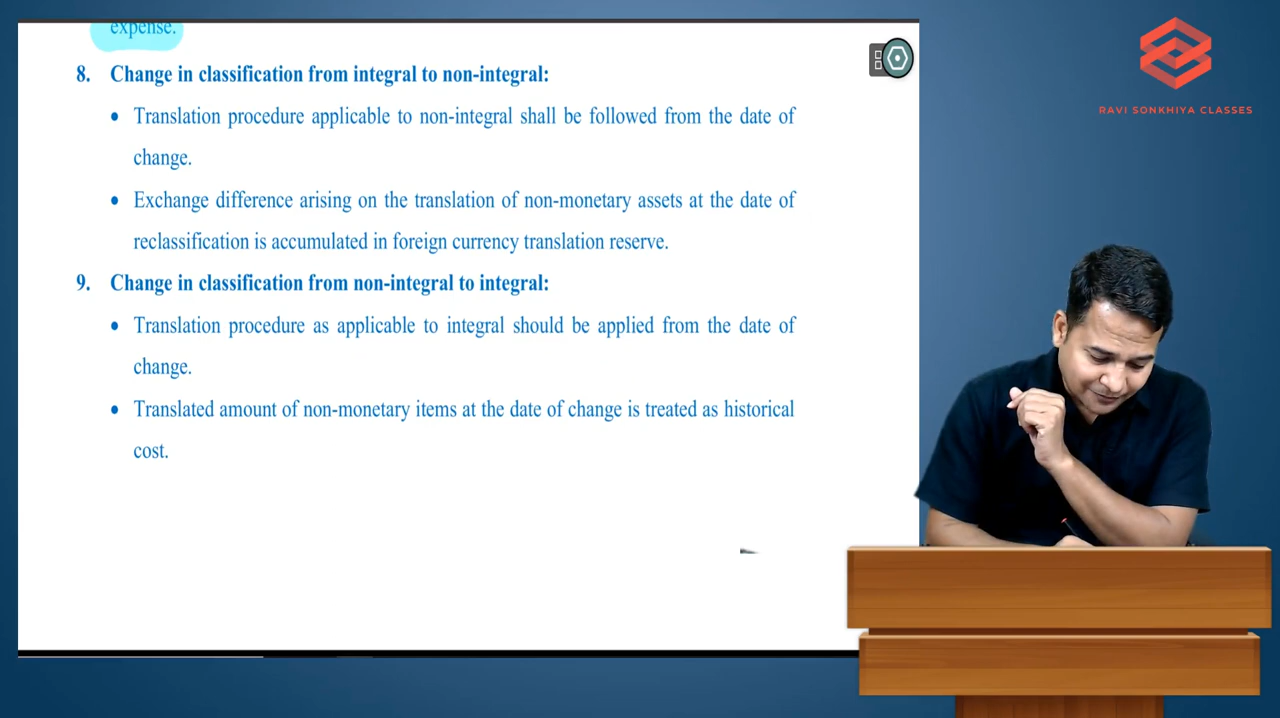 expense.
8. Change in classification from integral to non-integral:
• Translation procedure applicable to non-integral shall be followed from the date of
change.
• Exchange difference arising on the translation of non-monetary assets at the date of
reclassification is accumulated in foreign currency translation reserve.
9. Change in classification from non-integral to integral:
• Translation procedure as applicable to integral should be applied from the date of
change.
• Translated amount of non-monetary items at the date of change is treated as historical
cost.
RAVI SONKHIYA CLASSES